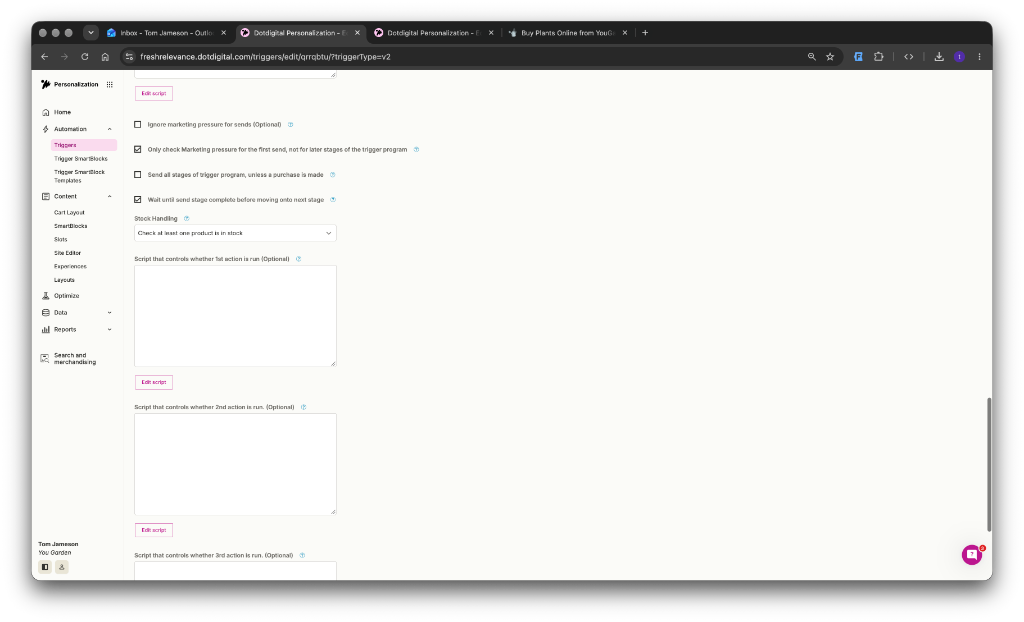 Inbox - Tom Jameson - Outlo
Dotdigital Personalization - E
Dotdigital Personalization - E
Buy Plants Online from YouG
freshrelevance.dotdigital.com/triggers/edit/qrrqbtu/?triggerType=v2
1
Personalization
Home
Automation
Triggers
Trigger SmartBlocks
Trigger SmartBlock
Templates
Content
Cart Layout
SmartBlocks
Slots
Site Editor
Experiences
Layouts
Optimize
Data
Reports
Search and
merchandising
Tom Jameson
You Garden
Edit script
Ignore marketing pressure for sends (Optional)
Only check Marketing pressure for the first send, not for later stages of the trigger program
Send all stages of trigger program, unless a purchase is made
Wait until send stage complete before moving onto next stage
Stock Handling
Check at least one product is in stock
Script that controls whether 1st action is run (Optional)
Edit script
Script that controls whether 2nd action is run. (Optional)
Edit script
Script that controls whether 3rd action is run. (Optional)